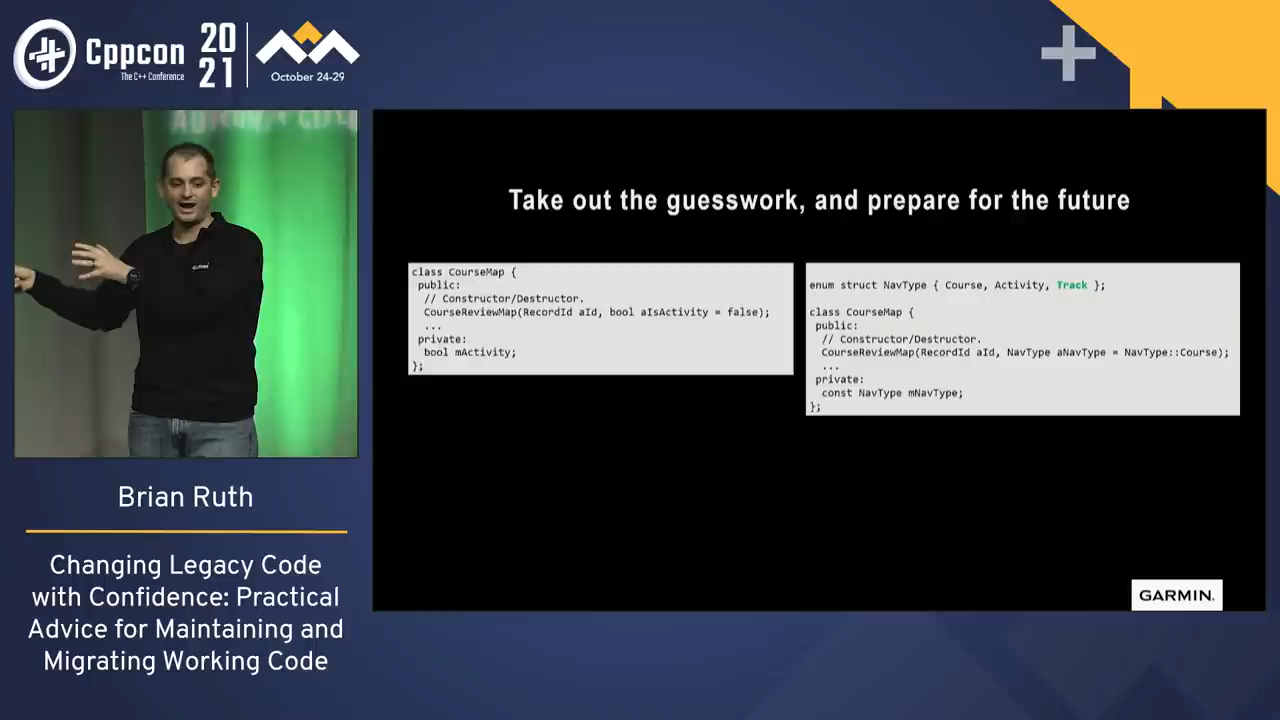 Cppcon
The C++ Conference
20
21
October 24-29
Take out the guesswork, and prepare for the future
class CourseMap {
public:
// Constructor/Destructor.
CourseReviewMap(RecordId aId, bool aIsActivity = false);
...
private:
bool mActivity;
};
enum struct NavType { Course, Activity, Track };
class CourseMap {
public:
// Constructor/Destructor.
CourseReviewMap(RecordId aId, NavType aNavType = NavType::Course);
...
private:
const NavType mNavType;
};
GARMIN.
Brian Ruth
Changing Legacy Code
with Confidence: Practical
Advice for Maintaining and
Migrating Working Code